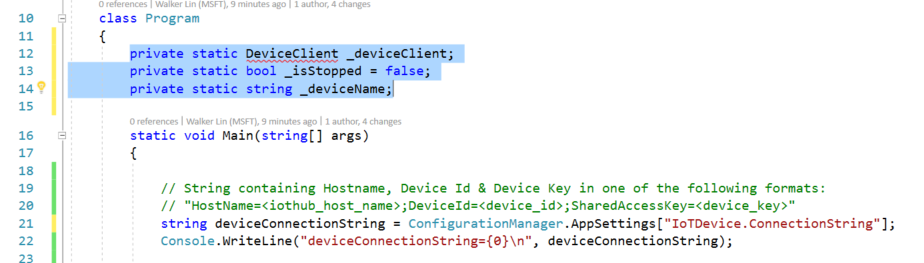 0 references | Walker Lin (MSFT), 9 minutes ago | 1 author, 4 changes
10 class Program
11 {
12 private static DeviceClient _deviceClient;
13 private static bool _isStopped = false;
14 private static string _deviceName;
15
0 references | Walker Lin (MSFT), 9 minutes ago | 1 author, 4 changes
16 static void Main(string[] args)
17 {
18
19 // String containing Hostname, Device Id & Device Key in one of the following formats:
20 // "HostName=<iothub_host_name>;DeviceId=<device_id>;SharedAccessKey=<device_key>"
21 string deviceConnectionString = ConfigurationManager.AppSettings["IoTDevice.ConnectionString"];
22 Console.WriteLine("deviceConnectionString={0}\n", deviceConnectionString);
23